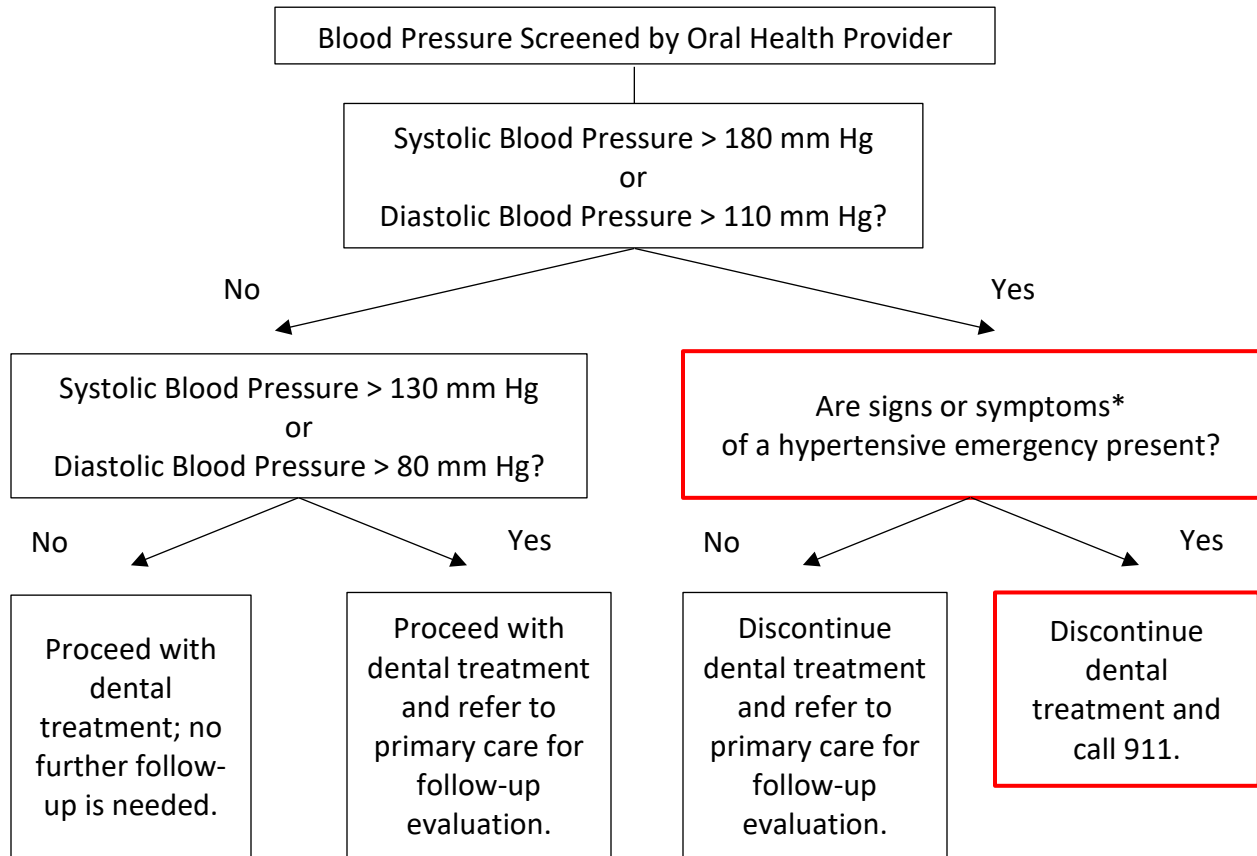 Blood Pressure Screened by Oral Health Provider
Systolic Blood Pressure > 180 mm Hg
or
Diastolic Blood Pressure > 110 mm Hg?
No
Yes
Systolic Blood Pressure > 130 mm Hg
or
Diastolic Blood Pressure > 80 mm Hg?
Are signs or symptoms*
of a hypertensive emergency present?
No
Yes
No
Yes
Proceed with
dental
treatment; no
further follow-
up is needed.
Proceed with
dental treatment
and refer to
primary care for
follow-up
evaluation.
Discontinue
dental treatment
and refer to
primary care for
follow-up
evaluation.
Discontinue
dental
treatment and
call 911.